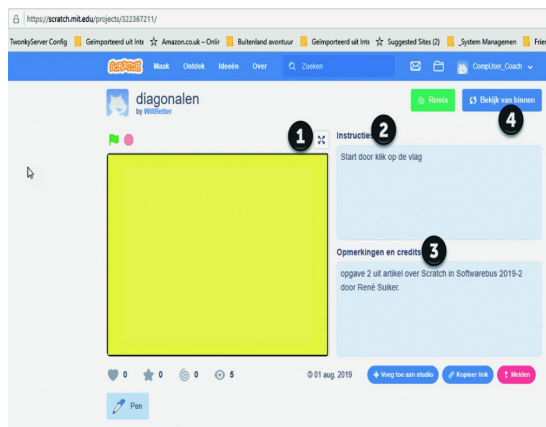 https://scratch.mit.edu/projects/322367211/
TwonkyServer Config Geïmporteerd uit Inte Amazon.co.uk – Onlir Buitenland avontuur Geïmporteerd uit Inte Suggested Sites (2) _System Managemen Frie
SCRATCH Maak Ontdek Ideeën Over Zoeken CompUser_Coach
diagonalen
by WillBetter
Remix Bekijk van binnen
4
1 Instructies 2
Start door klik op de vlag
Opmerkingen en credits 3
opgave 2 uit artikel over Scratch in Softwarebus 2019-2
door René Suiker.
0 0 0 5 © 01 aug. 2019 Voeg toe aan studio Kopieer link Melden
Pen